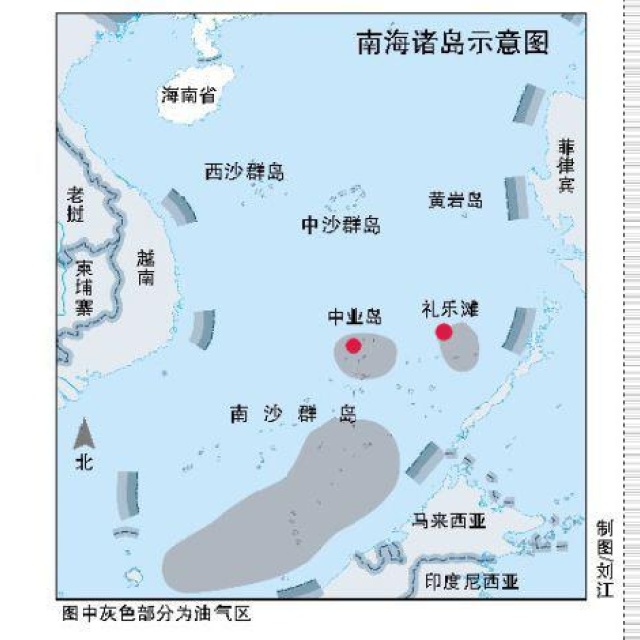 南海诸岛示意图
海南省
西沙群岛
中沙群岛
黄岩岛
菲律宾
老挝
越南
柬埔寨
中业岛
礼乐滩
南沙群岛
北
马来西亚
印度尼西亚
制图/刘江
图中灰色部分为油气区